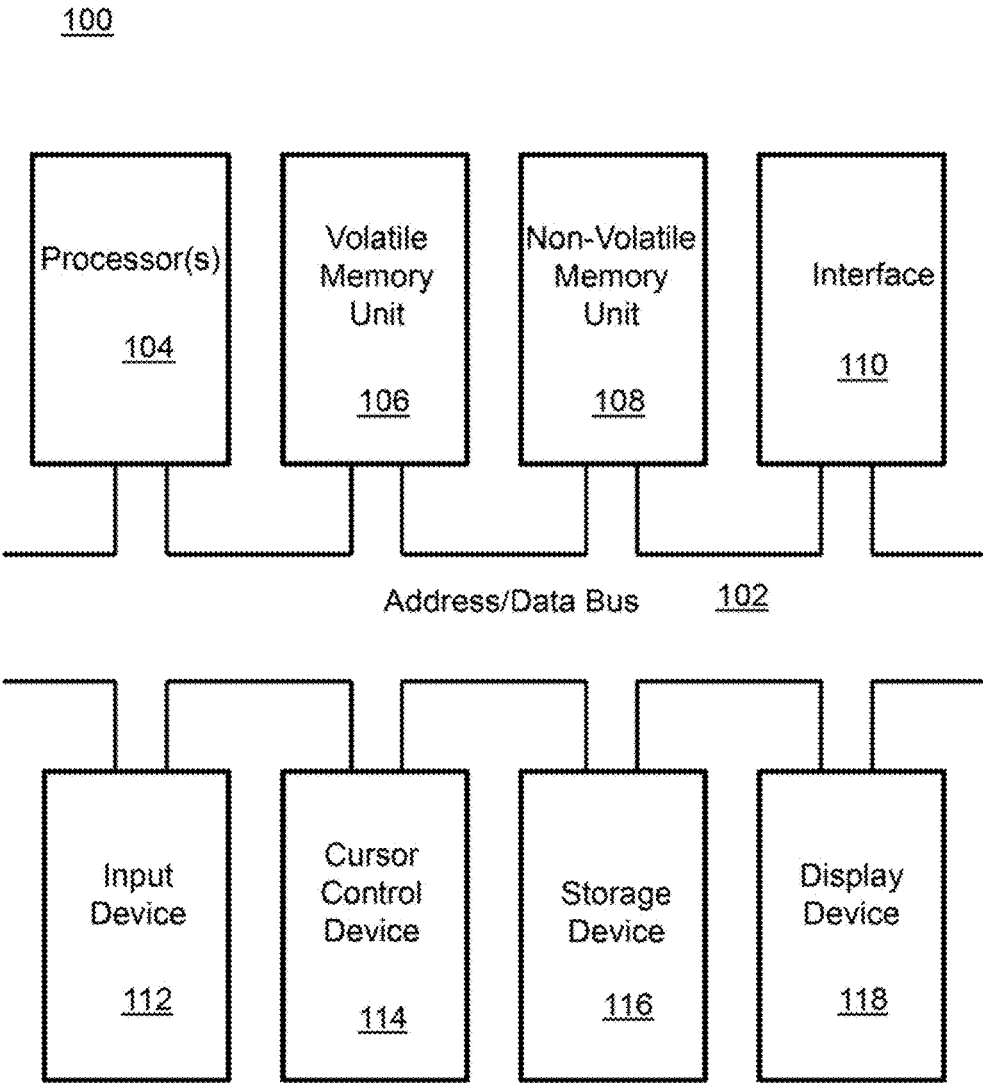 100
Processor(s)
104
Volatile
Memory
Unit
106
Non-Volatile
Memory
Unit
108
Interface
110
Address/Data Bus 102
Input
Device
112
Cursor
Control
Device
114
Storage
Device
116
Display
Device
118